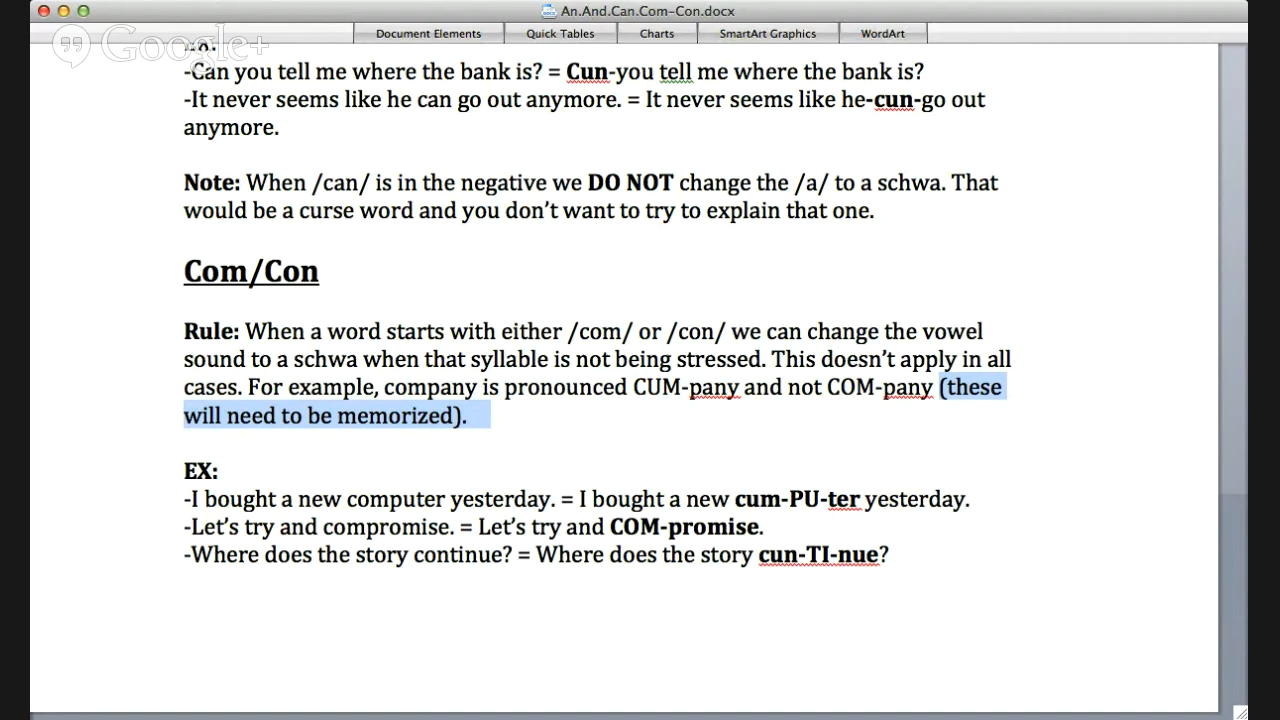 An.And.Can.Com-Con.docx
Document Elements Quick Tables Charts SmartArt Graphics WordArt
Google+
-Can you tell me where the bank is? = Cun-you tell me where the bank is?
-It never seems like he can go out anymore. = It never seems like he-cun-go out
anymore.
Note: When /can/ is in the negative we DO NOT change the /a/ to a schwa. That
would be a curse word and you don’t want to try to explain that one.
Com/Con
Rule: When a word starts with either /com/ or /con/ we can change the vowel
sound to a schwa when that syllable is not being stressed. This doesn’t apply in all
cases. For example, company is pronounced CUM-pany and not COM-pany (these
will need to be memorized).
EX:
-I bought a new computer yesterday. = I bought a new cum-PU-ter yesterday.
-Let’s try and compromise. = Let’s try and COM-promise.
-Where does the story continue? = Where does the story cun-TI-nue?